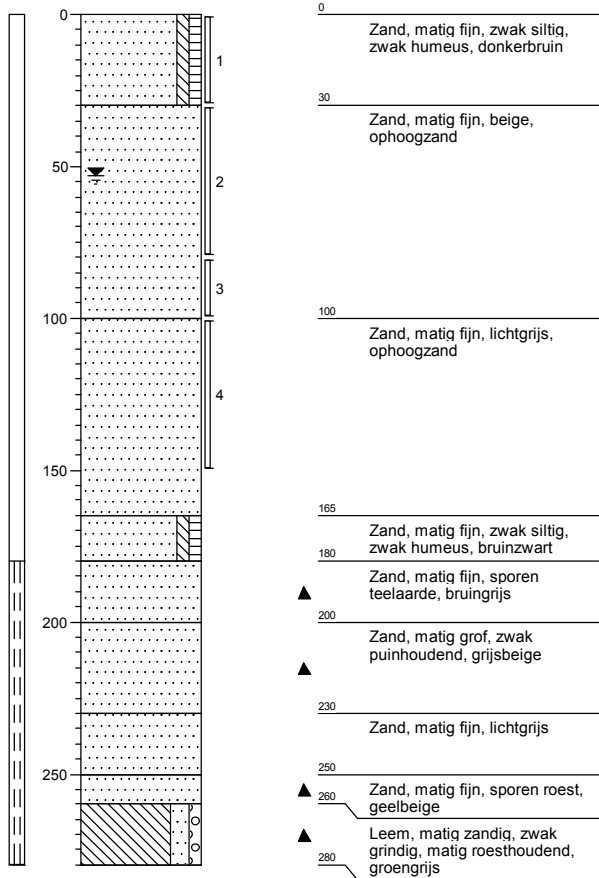 0
1
50
2
3
100
4
150
200
250
0
Zand, matig fijn, zwak siltig,
zwak humeus, donkerbruin
30
Zand, matig fijn, beige,
ophoogzand
100
Zand, matig fijn, lichtgrijs,
ophoogzand
165
Zand, matig fijn, zwak siltig,
zwak humeus, bruinzwart
180
Zand, matig fijn, sporen
teelaarde, bruingrijs
200
Zand, matig grof, zwak
puinhoudend, grijsbeige
230
Zand, matig fijn, lichtgrijs
250
Zand, matig fijn, sporen roest,
geelbeige
260
Leem, matig zandig, zwak
grindig, matig roesthoudend,
groengrijs
280